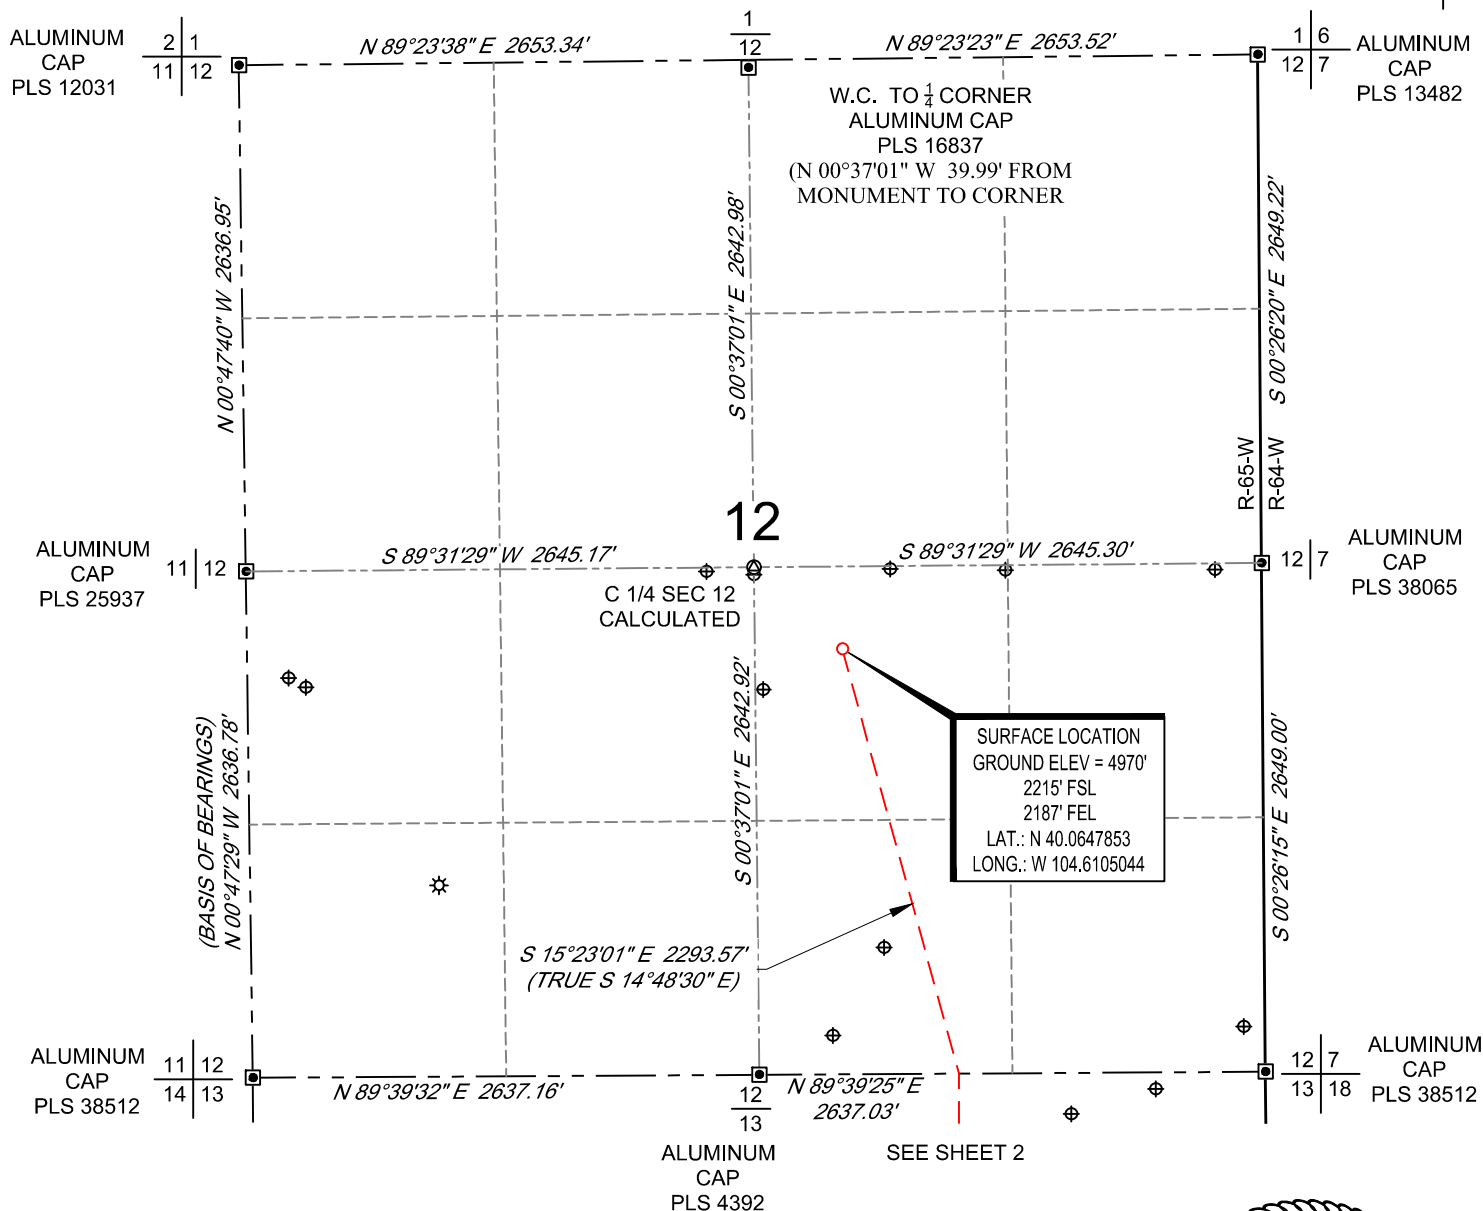 ALUMINUM
CAP
PLS 12031
2 1
11 12
N 89°23'38" E 2653.34'
1
12
N 89°23'23" E 2653.52'
1 6
12 7
ALUMINUM
CAP
PLS 13482
W.C. TO 1/4 CORNER
ALUMINUM CAP
PLS 16837
(N 00°37'01" W 39.99' FROM
MONUMENT TO CORNER
N 00°47'40" W 2636.95'
S 00°37'01" E 2642.98'
S 00°26'20" E 2649.22'
R-65-W
R-64-W
12
ALUMINUM
CAP
PLS 25937
11 12
S 89°31'29" W 2645.17'
S 89°31'29" W 2645.30'
12 7
ALUMINUM
CAP
PLS 38065
C 1/4 SEC 12
CALCULATED
(BASIS OF BEARINGS)
N 00°47'29" W 2636.78'
S 00°37'01" E 2642.92'
SURFACE LOCATION
GROUND ELEV = 4970'
2215' FSL
2187' FEL
LAT.: N 40.0647853
LONG.: W 104.6105044
S 00°26'15" E 2649.00'
S 15°23'01" E 2293.57'
(TRUE S 14°48'30" E)
ALUMINUM
CAP
PLS 38512
11 12
14 13
N 89°39'32" E 2637.16'
12
13
N 89°39'25" E
2637.03'
12 7
13 18
ALUMINUM
CAP
PLS 38512
ALUMINUM
CAP
PLS 4392
SEE SHEET 2